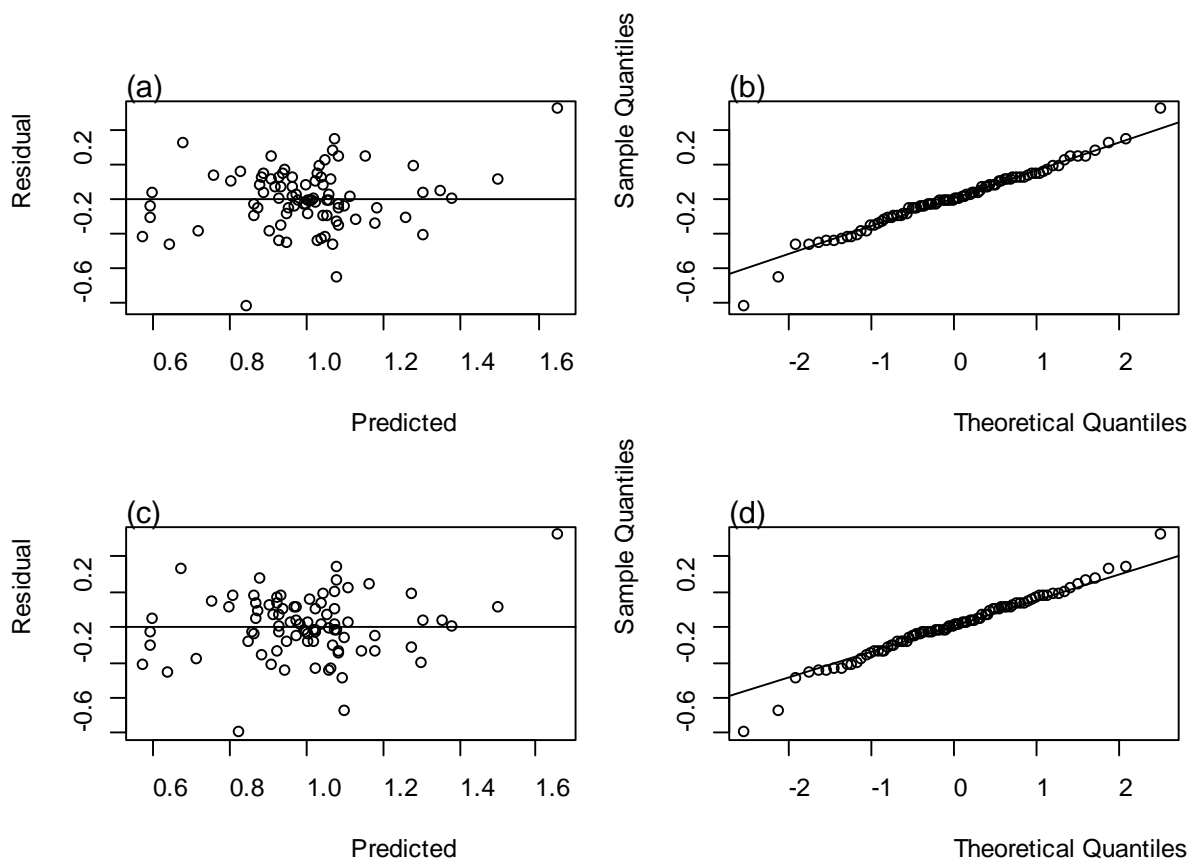 (a)
Residual
0.2
-0.2
-0.6
0.6 0.8 1.0 1.2 1.4 1.6
Predicted
(b)
Sample Quantiles
0.2
-0.2
-0.6
-2 -1 0 1 2
Theoretical Quantiles
(c)
Residual
0.2
-0.2
-0.6
0.6 0.8 1.0 1.2 1.4 1.6
Predicted
(d)
Sample Quantiles
0.2
-0.2
-0.6
-2 -1 0 1 2
Theoretical Quantiles